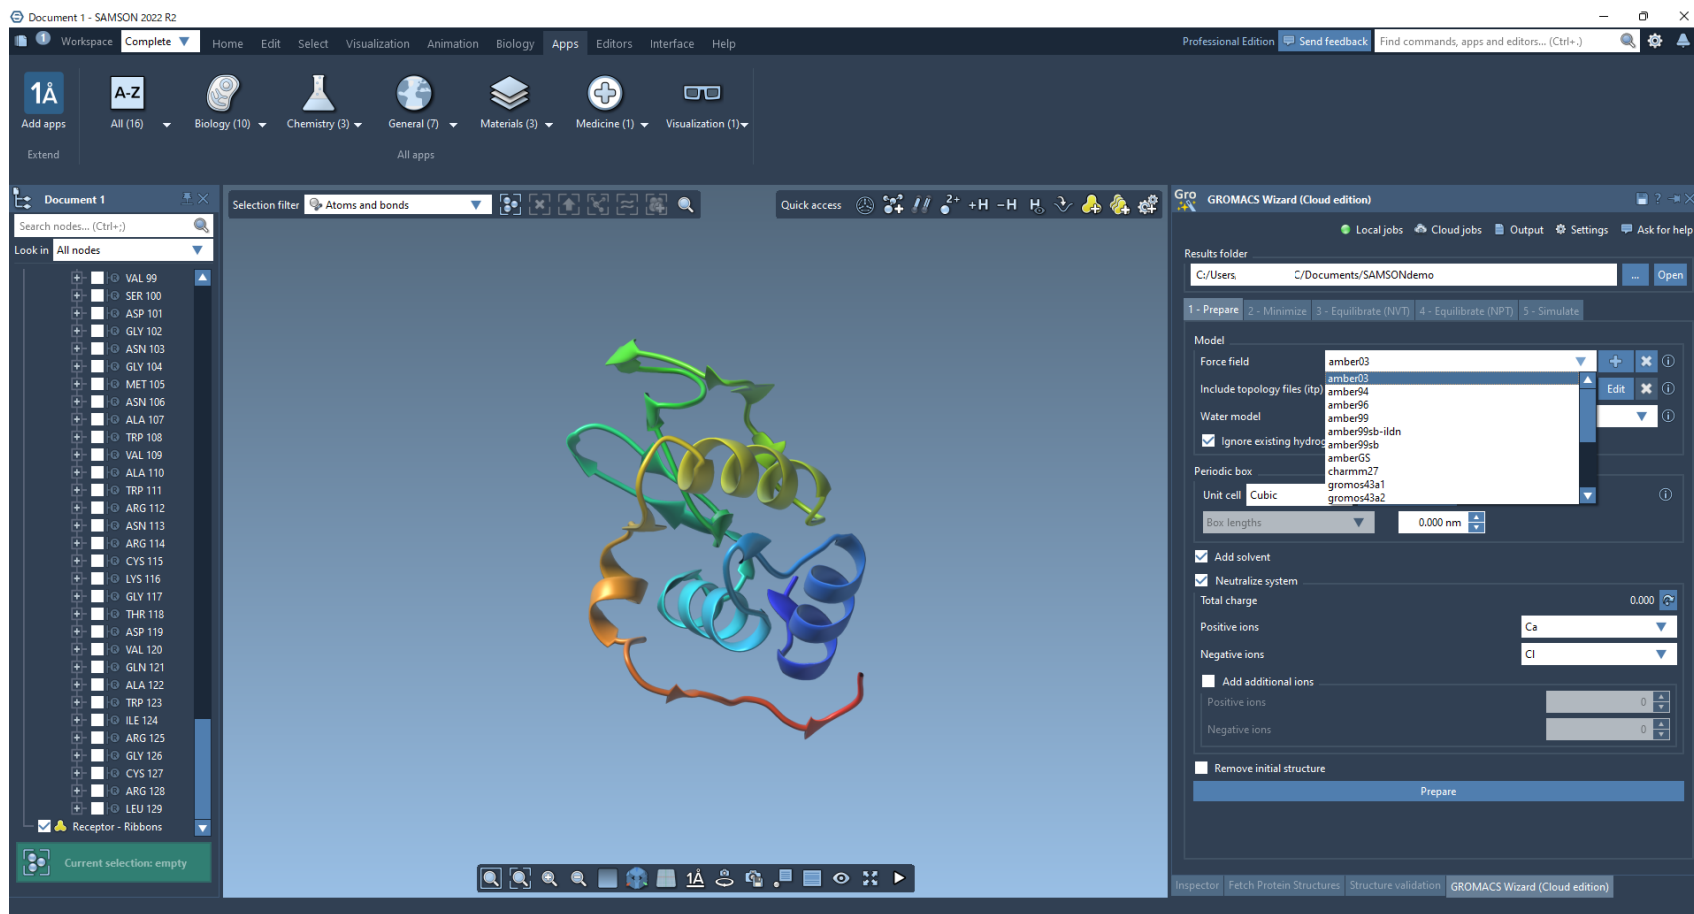 Document 1 - SAMSON 2022 R2
1 Workspace Complete Home Edit Select Visualization Animation Biology Apps Editors Interface Help Professional Edition Send feedback Find commands, apps and editors... (Ctrl+,)
1Å A-Z
Add apps All (16) Biology (10) Chemistry (3) General (7) Materials (3) Medicine (1) Visualization (1)
Extend All apps
Document 1
Search nodes... (Ctrl+;)
Look in All nodes
VAL 99
SER 100
ASP 101
GLY 102
ASN 103
GLY 104
MET 105
ASN 106
ALA 107
TRP 108
VAL 109
ALA 110
TRP 111
ARG 112
ASN 113
ARG 114
CYS 115
LYS 116
GLY 117
THR 118
ASP 119
VAL 120
GLN 121
ALA 122
TRP 123
ILE 124
ARG 125
GLY 126
CYS 127
ARG 128
LEU 129
Receptor - Ribbons
Current selection: empty
Selection filter Atoms and bonds
Quick access 2+ +H -H H
1Å
Gro GROMACS Wizard (Cloud edition) ?
Local jobs Cloud jobs Output Settings Ask for help
Results folder
C:/Users, C/Documents/SAMSONdemo ... Open
1 - Prepare 2 - Minimize 3 - Equilibrate (NVT) 4 - Equilibrate (NPT) 5 - Simulate
Model
Force field amber03
Include topology files (itp) Edit
Water model
Ignore existing hydrog
amber03
amber94
amber96
amber99
amber99sb-ildn
amber99sb
amberGS
charmm27
gromos43a1
gromos43a2
Periodic box
Unit cell Cubic
Box lengths 0.000 nm
Add solvent
Neutralize system
Total charge 0.000
Positive ions Ca
Negative ions Cl
Add additional ions
Positive ions 0
Negative ions 0
Remove initial structure
Prepare
Inspector Fetch Protein Structures Structure validation GROMACS Wizard (Cloud edition)